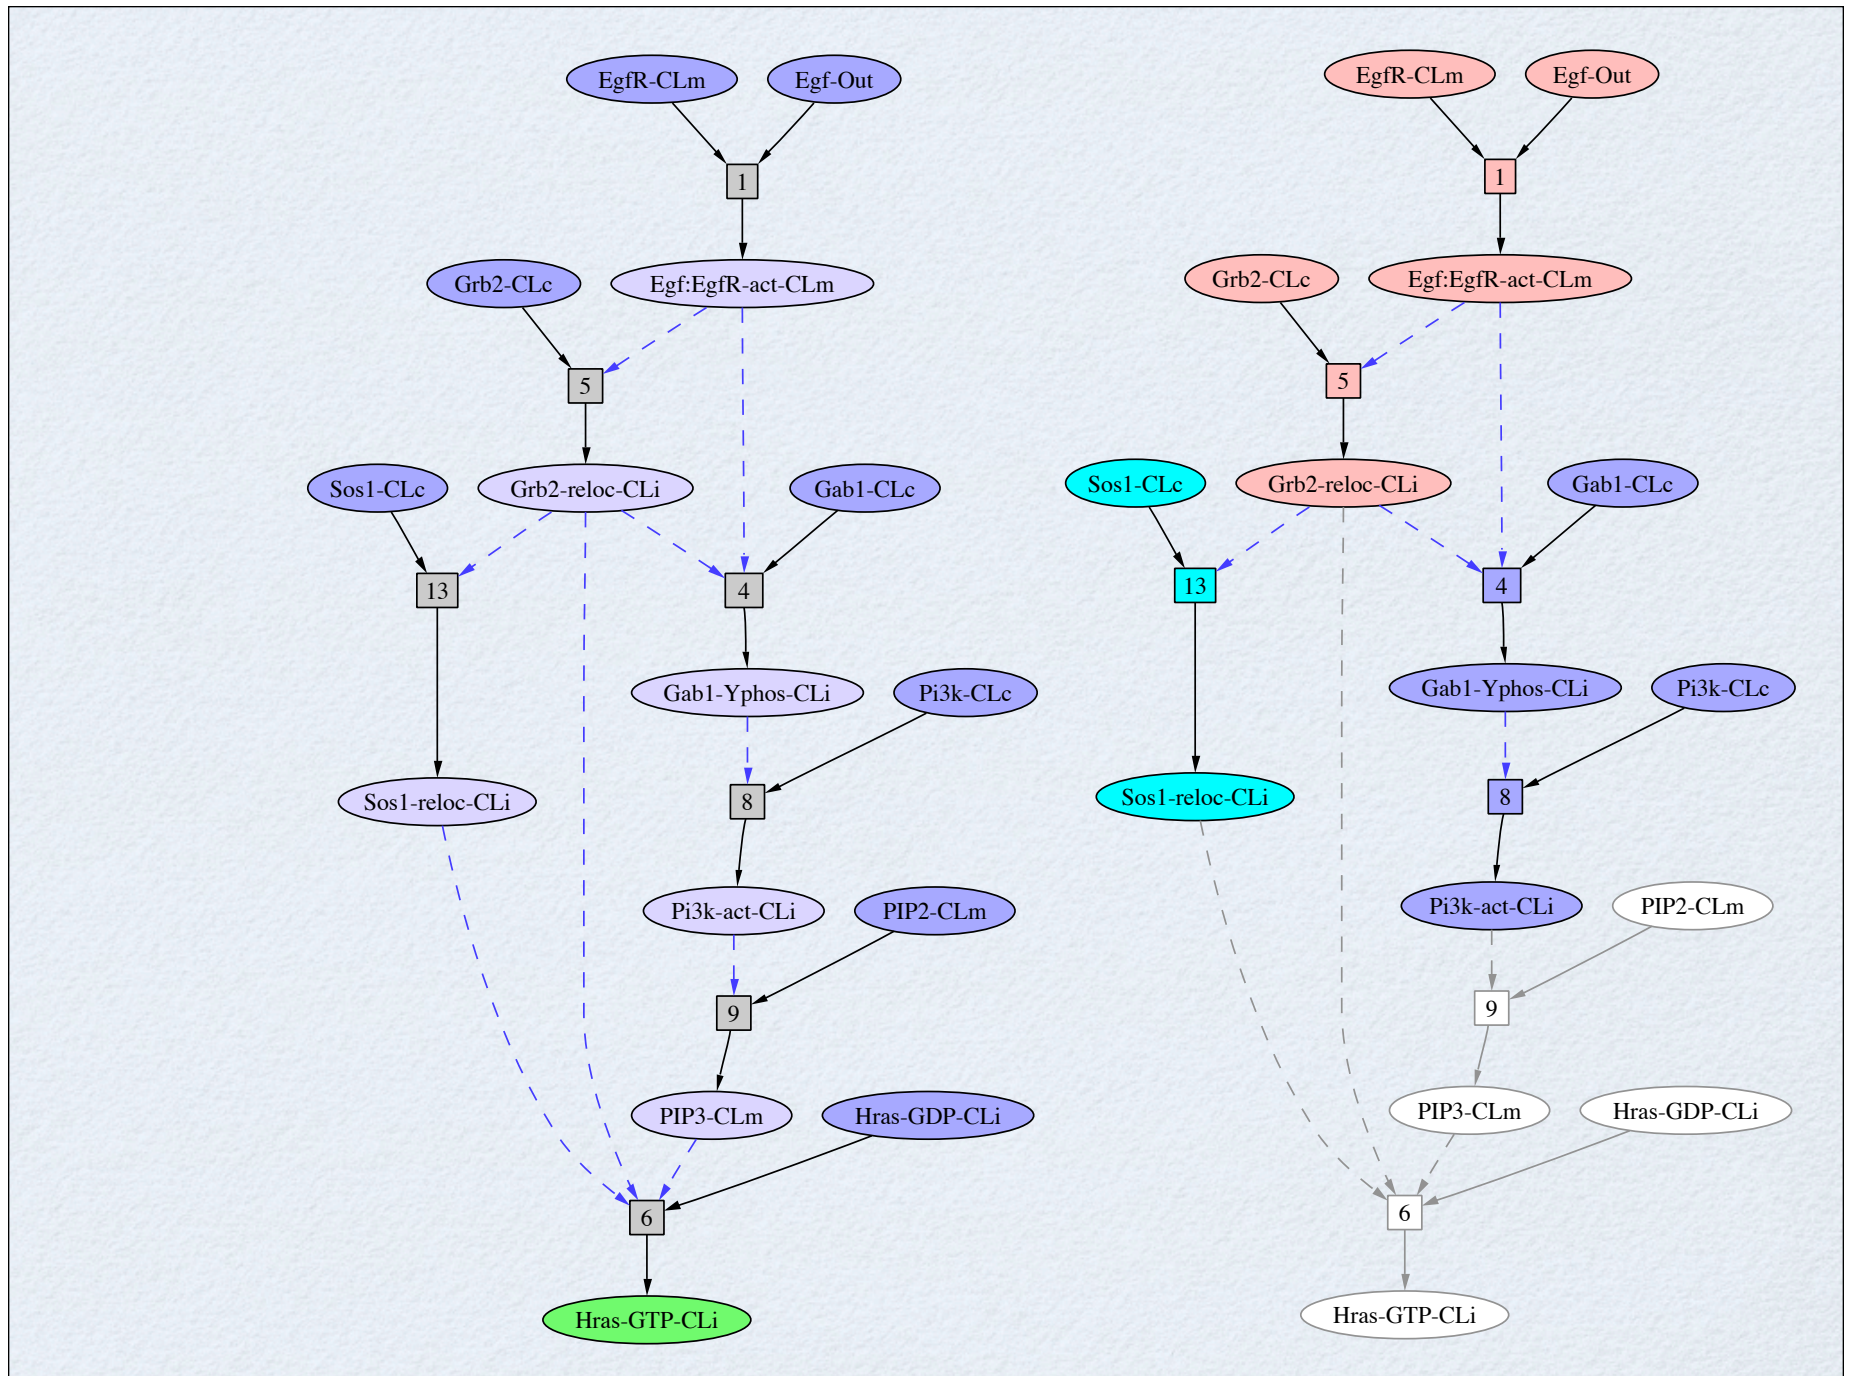 EgfR-CLm
Egf-Out
1
Grb2-CLc
Egf:EgfR-act-CLm
5
Sos1-CLc
Grb2-reloc-CLi
Gab1-CLc
13
4
Gab1-Yphos-CLi
Pi3k-CLc
Sos1-reloc-CLi
8
Pi3k-act-CLi
PIP2-CLm
9
PIP3-CLm
Hras-GDP-CLi
6
Hras-GTP-CLi
EgfR-CLm
Egf-Out
1
Grb2-CLc
Egf:EgfR-act-CLm
5
Sos1-CLc
Grb2-reloc-CLi
Gab1-CLc
13
4
Gab1-Yphos-CLi
Pi3k-CLc
Sos1-reloc-CLi
8
Pi3k-act-CLi
PIP2-CLm
9
PIP3-CLm
Hras-GDP-CLi
6
Hras-GTP-CLi